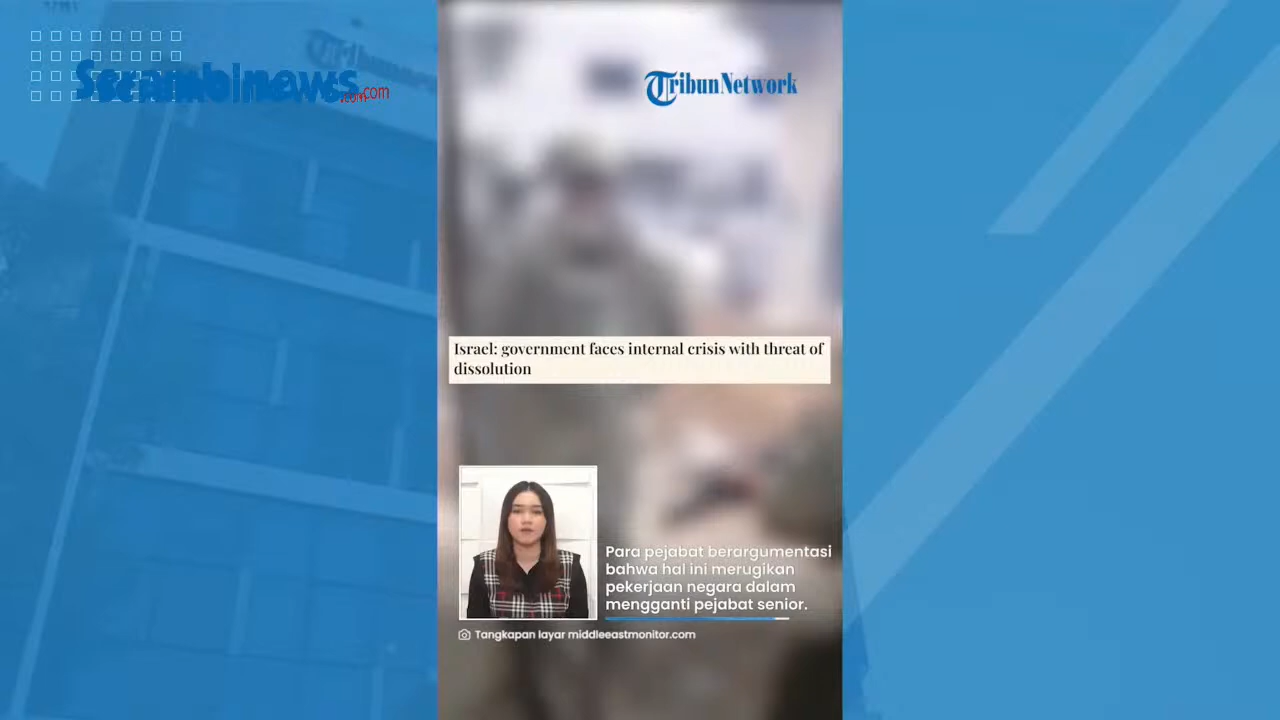 Serambinews.com
TribunNetwork
Israel: government faces internal crisis with threat of
dissolution
Para pejabat berargumentasi
bahwa hal ini merugikan
pekerjaan negara dalam
mengganti pejabat senior.
Tangkapan layar middleeastmonitor.com